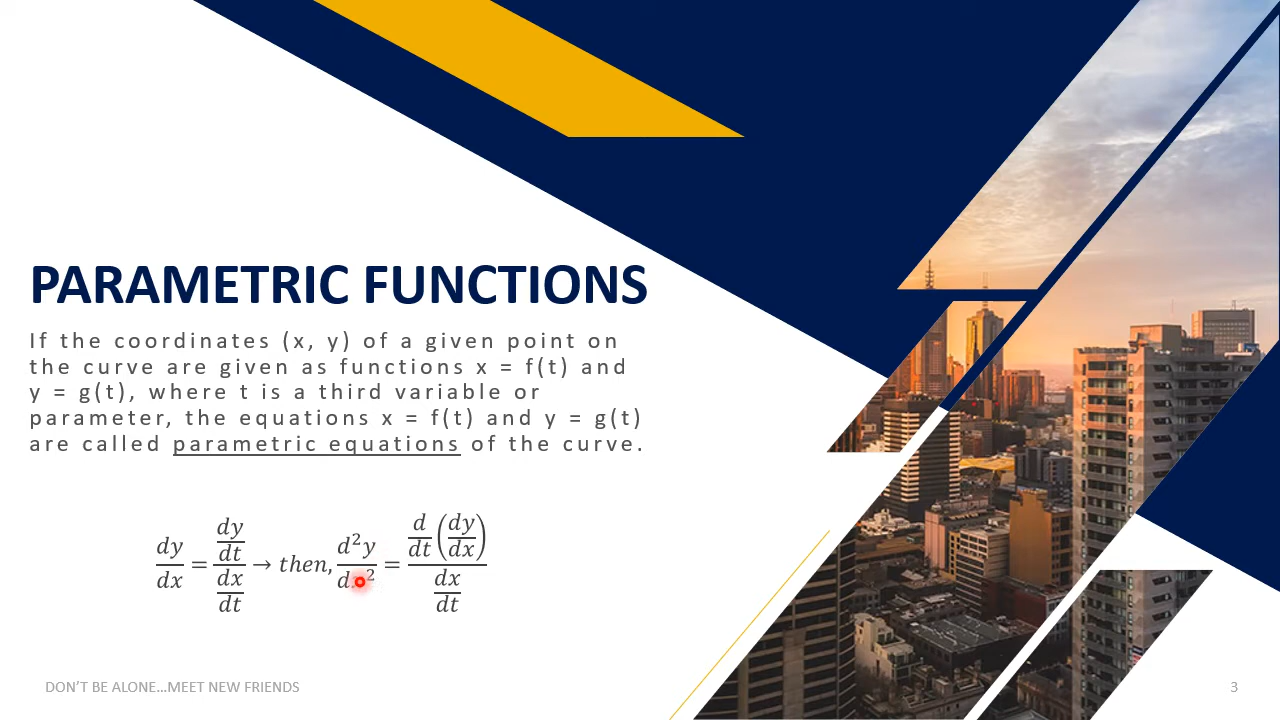 PARAMETRIC FUNCTIONS
If the coordinates (x, y) of a given point on
the curve are given as functions x = f(t) and
y = g(t), where t is a third variable or
parameter, the equations x = f(t) and y = g(t)
are called parametric equations of the curve.
dy/dx = (dy/dt)/(dx/dt) → then, d²y/dx² = (d/dt (dy/dx))/(dx/dt)
DON'T BE ALONE…MEET NEW FRIENDS
3